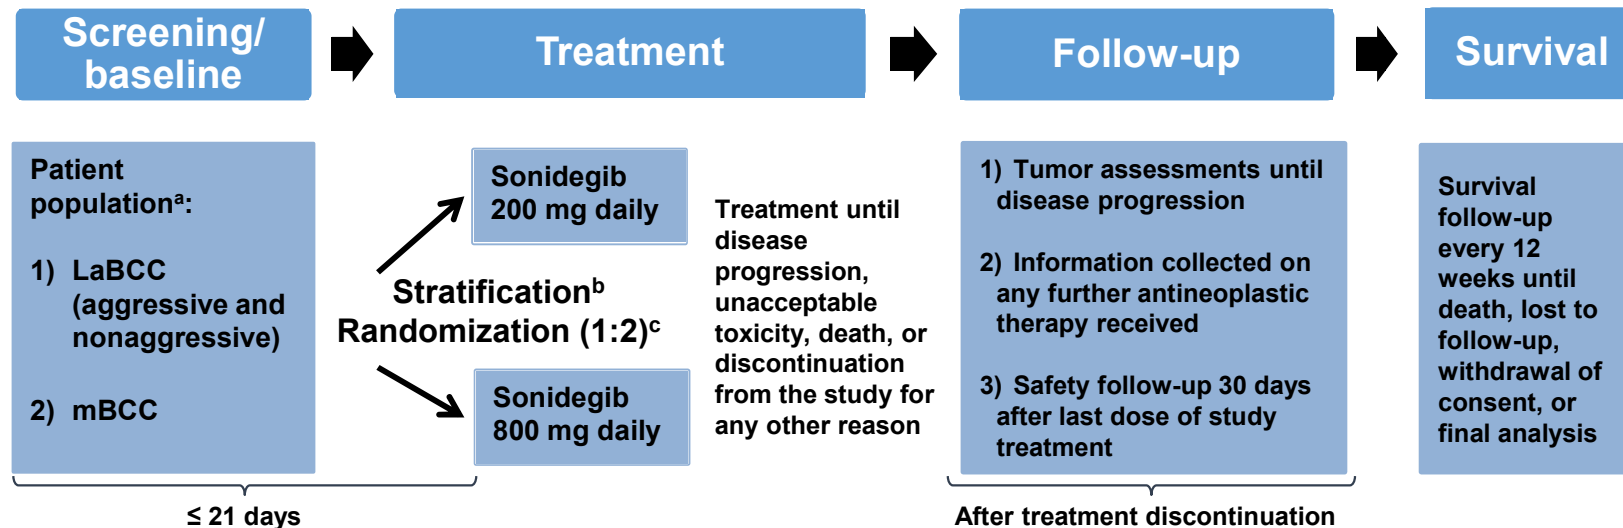 Screening/
baseline
Treatment
Follow-up
Survival
Patient
populationᵃ:
1) LaBCC
(aggressive and
nonaggressive)
2) mBCC
≤ 21 days
Sonidegib
200 mg daily
Stratificationᵇ
Randomization (1:2)ᶜ
Sonidegib
800 mg daily
Treatment until
disease
progression,
unacceptable
toxicity, death, or
discontinuation
from the study for
any other reason
1) Tumor assessments until
disease progression
2) Information collected on
any further antineoplastic
therapy received
3) Safety follow-up 30 days
after last dose of study
treatment
After treatment discontinuation
Survival
follow-up
every 12
weeks until
death, lost to
follow-up,
withdrawal of
consent, or
final analysis